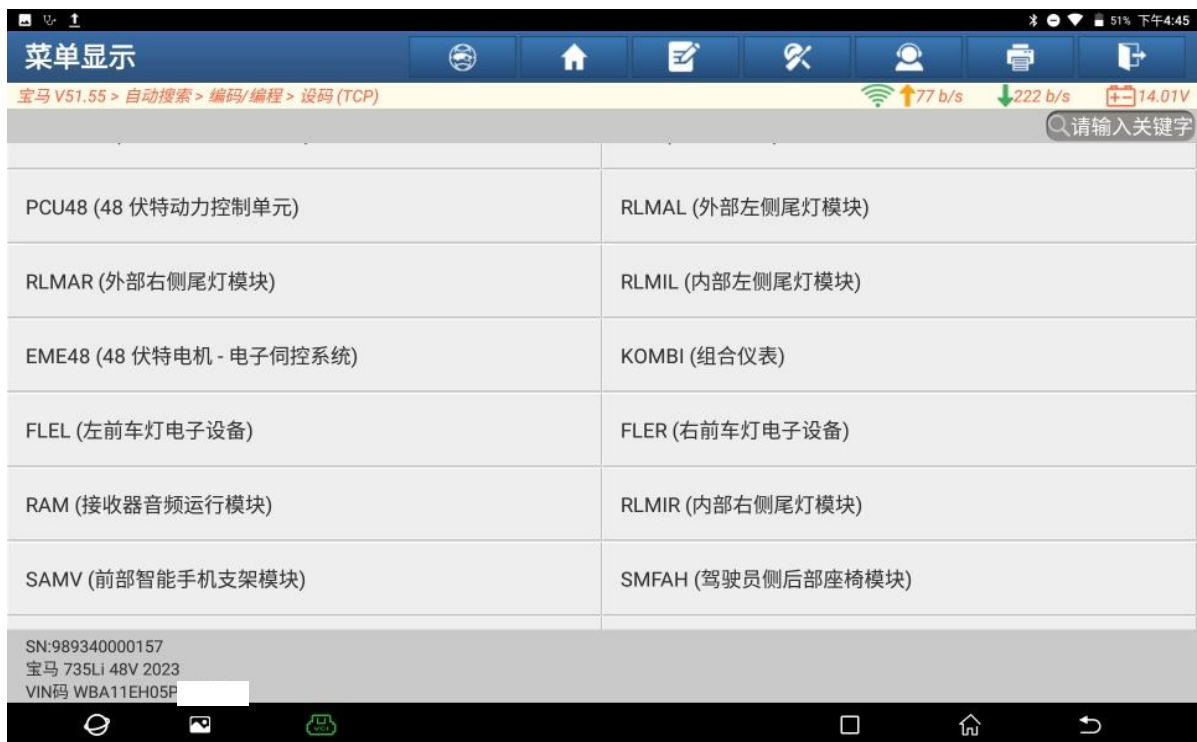 51% 下午4:45
菜单显示
宝马 V51.55 > 自动搜索 > 编码/编程 > 设码 (TCP)
77 b/s
222 b/s
14.01V
请输入关键字
PCU48 (48 伏特动力控制单元)
RLMAL (外部左侧尾灯模块)
RLMAR (外部右侧尾灯模块)
RLMIL (内部左侧尾灯模块)
EME48 (48 伏特电机 - 电子伺控系统)
KOMBI (组合仪表)
FLEL (左前车灯电子设备)
FLER (右前车灯电子设备)
RAM (接收器音频运行模块)
RLMIR (内部右侧尾灯模块)
SAMV (前部智能手机支架模块)
SMFAH (驾驶员侧后部座椅模块)
SN:989340000157
宝马 735Li 48V 2023
VIN码 WBA11EH05P
VCI